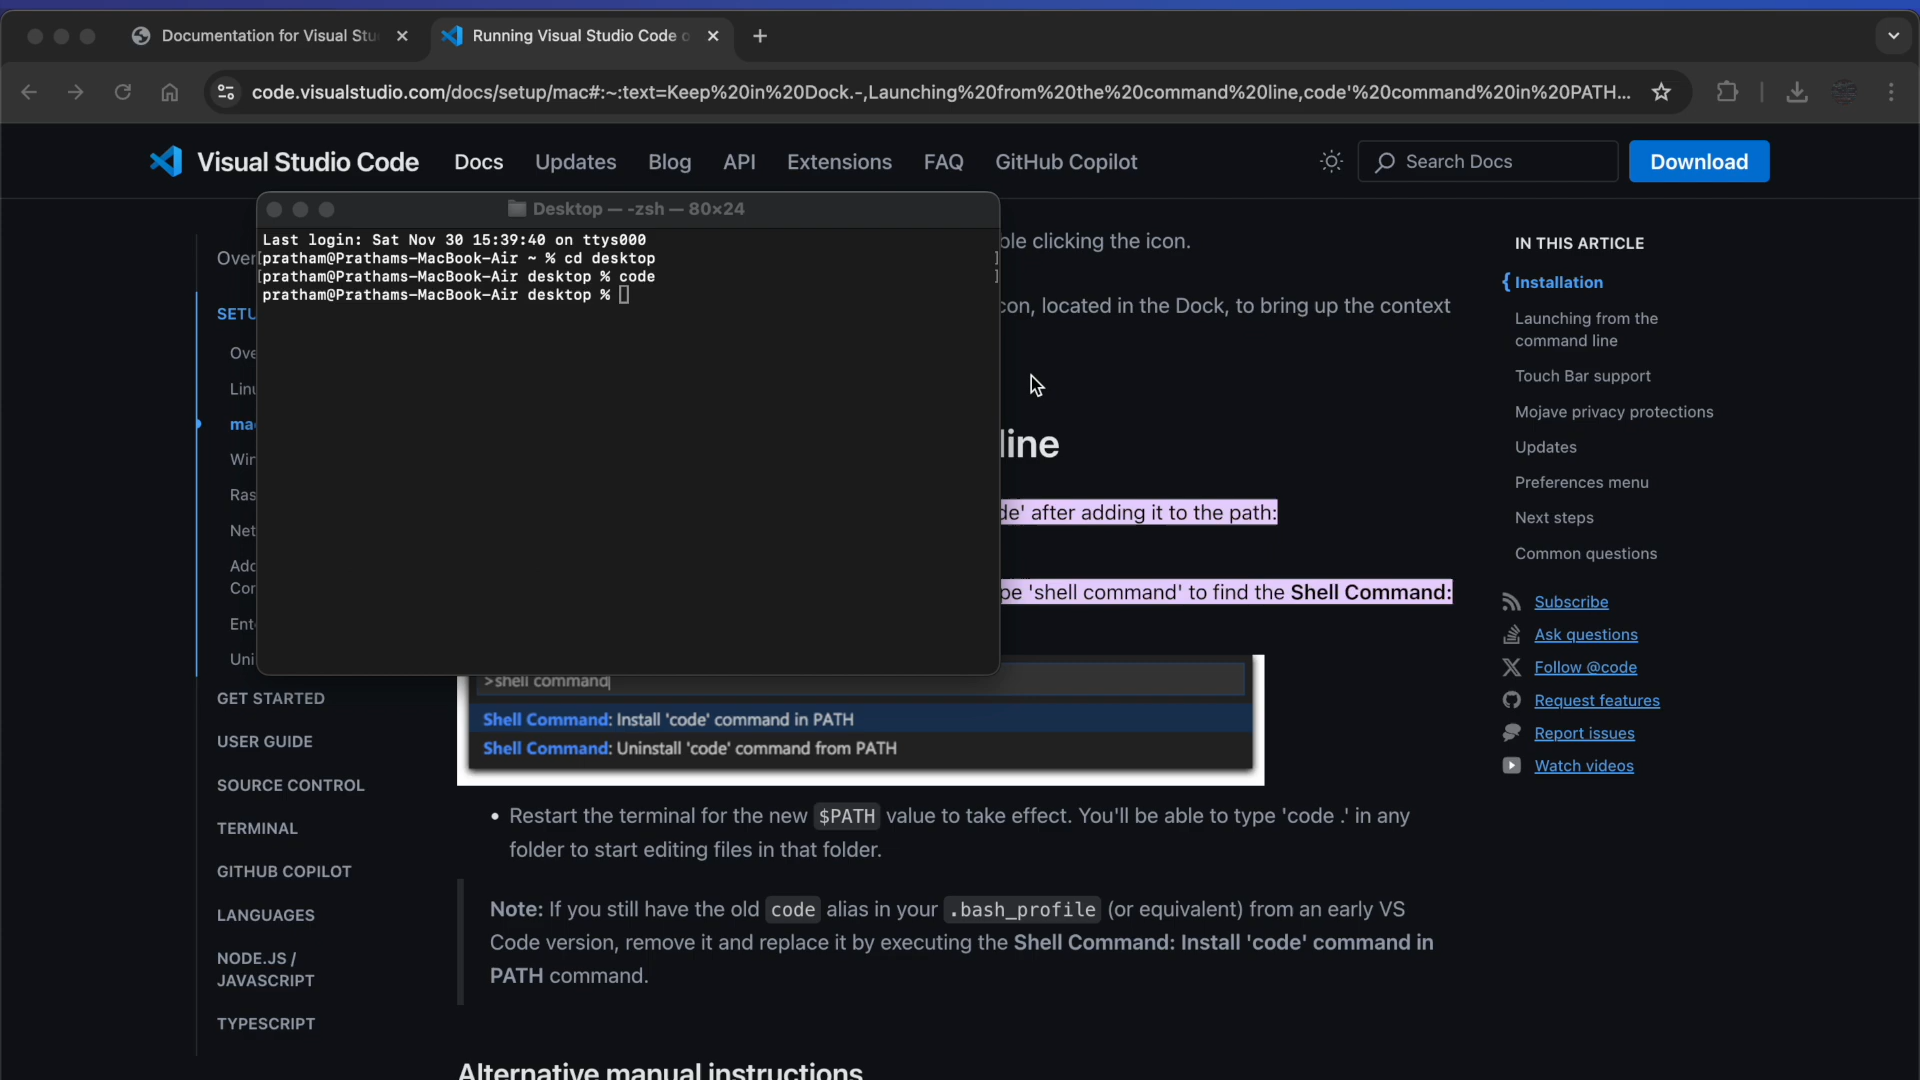 Documentation for Visual Stu
Running Visual Studio Code o
code.visualstudio.com/docs/setup/mac#:~:text=Keep%20in%20Dock.-,Launching%20from%20the%20command%20line,code'%20command%20in%20PATH...
Visual Studio Code
Docs
Updates
Blog
API
Extensions
FAQ
GitHub Copilot
Search Docs
Download
Desktop — -zsh — 80×24
Last login: Sat Nov 30 15:39:40 on ttys000
[pratham@Prathams-MacBook-Air ~ % cd desktop ]
[pratham@Prathams-MacBook-Air desktop % code ]
pratham@Prathams-MacBook-Air desktop %
Over
SETU
Ove
Linu
mac
Win
Ras
Net
Add
Cor
Ente
Uni
GET STARTED
USER GUIDE
SOURCE CONTROL
TERMINAL
GITHUB COPILOT
LANGUAGES
NODE.JS /
JAVASCRIPT
TYPESCRIPT
ble clicking the icon.
con, located in the Dock, to bring up the context
line
de' after adding it to the path:
pe 'shell command' to find the Shell Command:
>shell command
Shell Command: Install 'code' command in PATH
Shell Command: Uninstall 'code' command from PATH
• Restart the terminal for the new $PATH value to take effect. You'll be able to type 'code .' in any
folder to start editing files in that folder.
Note: If you still have the old code alias in your .bash_profile (or equivalent) from an early VS
Code version, remove it and replace it by executing the Shell Command: Install 'code' command in
PATH command.
Alternative manual instructions
IN THIS ARTICLE
Installation
Launching from the
command line
Touch Bar support
Mojave privacy protections
Updates
Preferences menu
Next steps
Common questions
Subscribe
Ask questions
Follow @code
Request features
Report issues
Watch videos